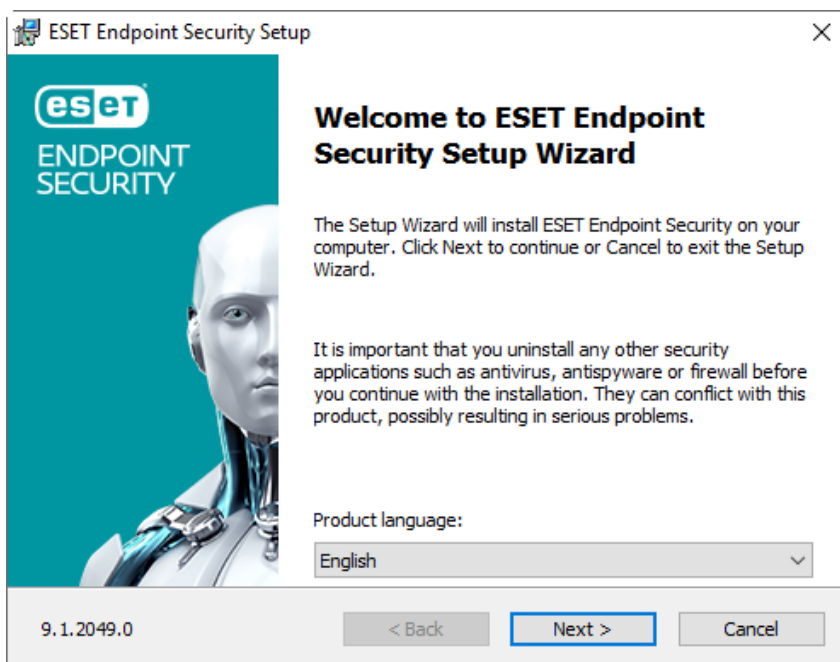 ESET Endpoint Security Setup
eset
ENDPOINT
SECURITY
Welcome to ESET Endpoint
Security Setup Wizard
The Setup Wizard will install ESET Endpoint Security on your
computer. Click Next to continue or Cancel to exit the Setup
Wizard.
It is important that you uninstall any other security
applications such as antivirus, antispyware or firewall before
you continue with the installation. They can conflict with this
product, possibly resulting in serious problems.
Product language:
English
9.1.2049.0
< Back
Next >
Cancel